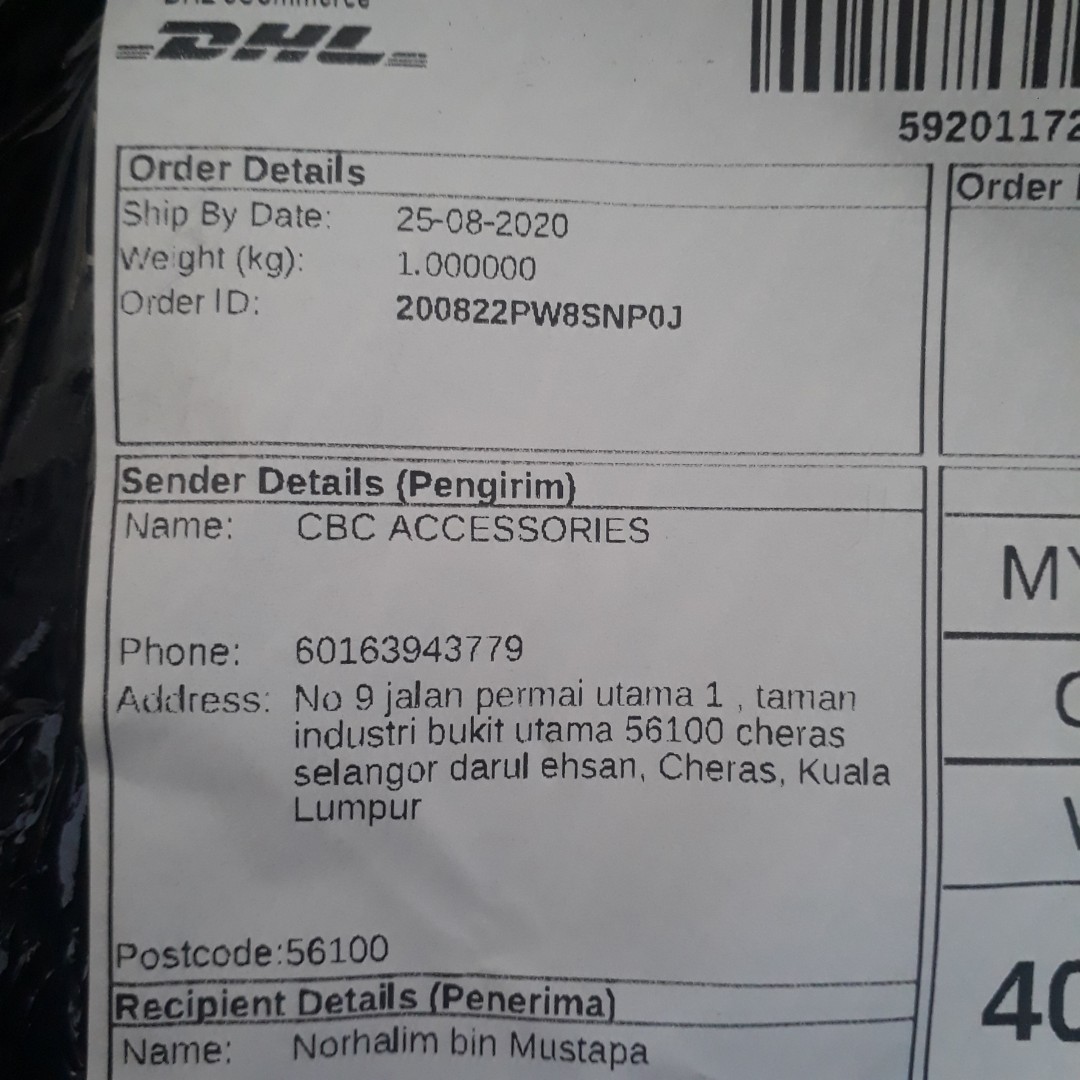 DHL
59201172
Order Details
Order
Ship By Date: 25-08-2020
Weight (kg): 1.000000
Order ID: 200822PW8SNP0J
Sender Details (Pengirim)
Name: CBC ACCESSORIES
MY
Phone: 60163943779
Address: No 9 jalan permai utama 1 , taman
industri bukit utama 56100 cheras
selangor darul ehsan, Cheras, Kuala
Lumpur
Postcode:56100
Recipient Details (Penerima)
40
Name: Norhalim bin Mustapa